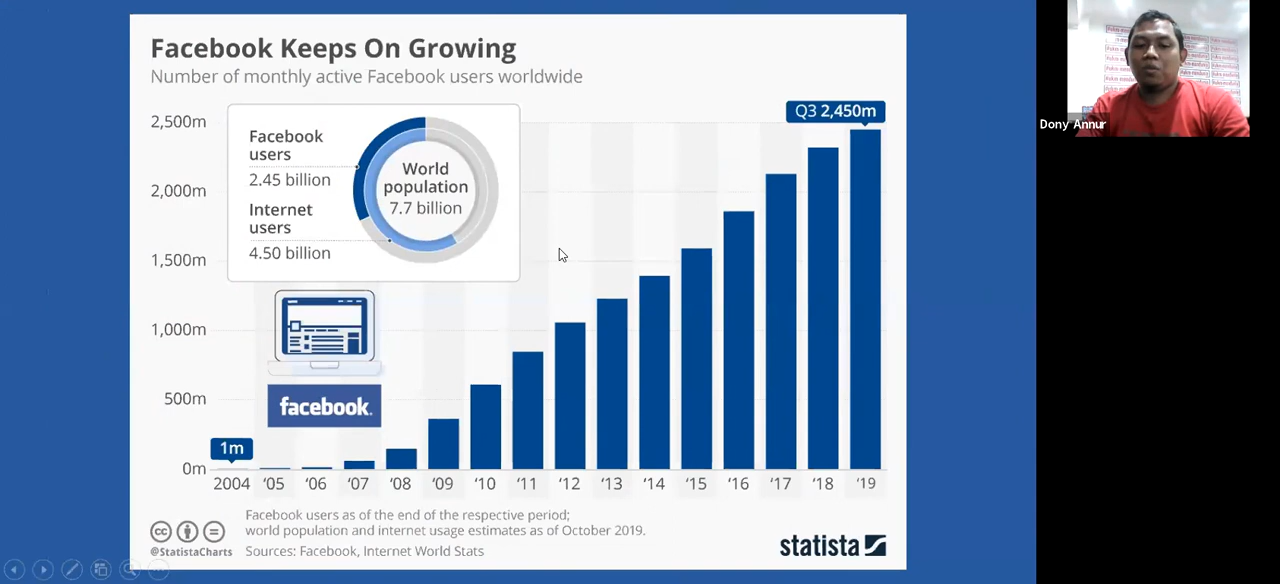 Facebook Keeps On Growing
Number of monthly active Facebook users worldwide
2,500m
2,000m
1,500m
1,000m
500m
0m
Facebook
users
2.45 billion
Internet
users
4.50 billion
World
population
7.7 billion
Q3 2,450m
facebook.
1m
2004 '05 '06 '07 '08 '09 '10 '11 '12 '13 '14 '15 '16 '17 '18 '19
Facebook users as of the end of the respective period;
world population and internet usage estimates as of October 2019.
Sources: Facebook, Internet World Stats
cc
@StatistaCharts
statista
Dony Annur